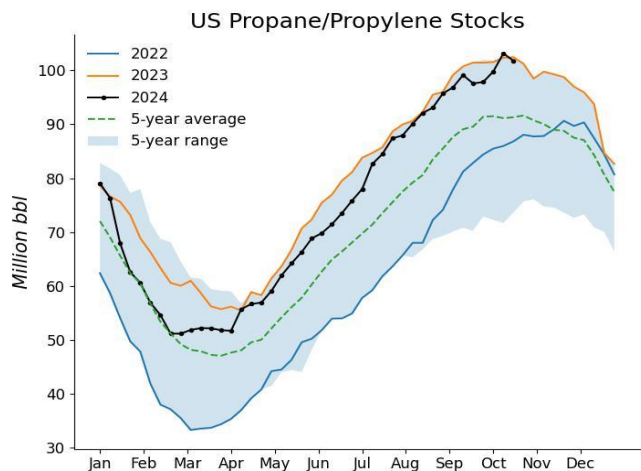 US Propane/Propylene Stocks
2022
2023
2024
5-year average
5-year range
Million bbl
100
90
80
70
60
50
40
30
Jan Feb Mar Apr May Jun Jul Aug Sep Oct Nov Dec